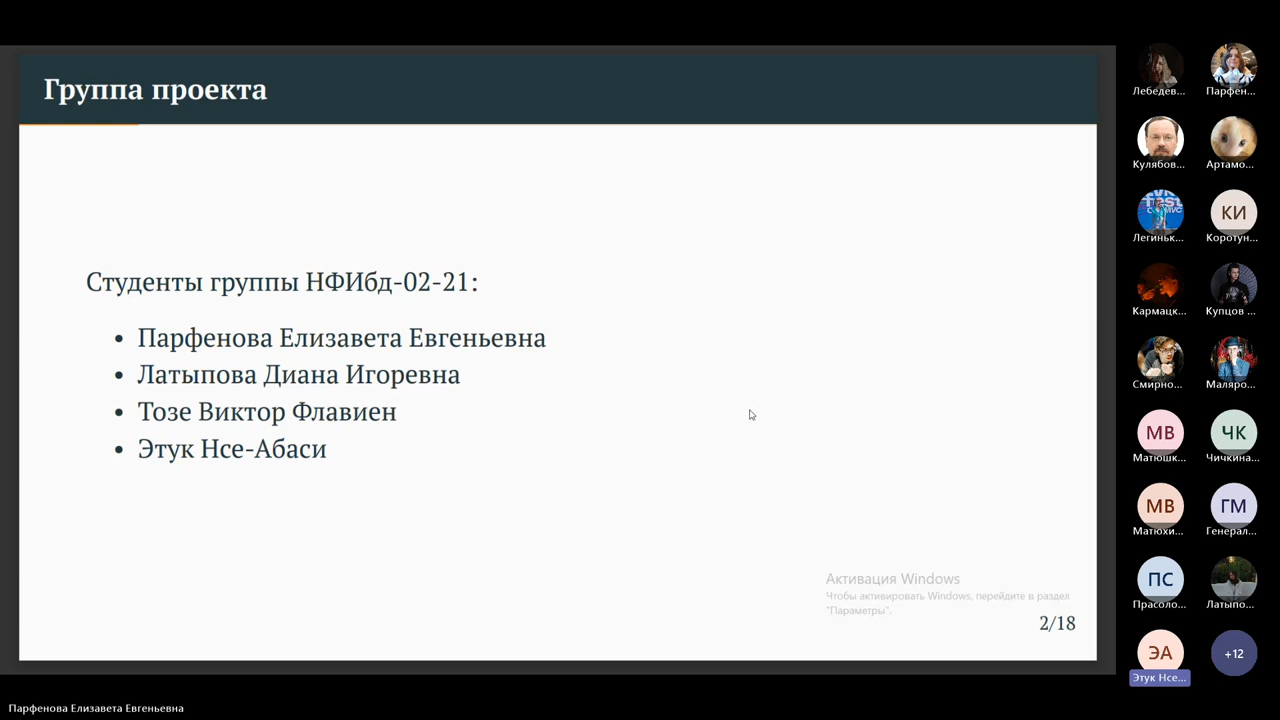 Группа проекта
Студенты группы НФИбд-02-21:
• Парфенова Елизавета Евгеньевна
• Латыпова Диана Игоревна
• Тозе Виктор Флавиен
• Этук Нсе-Абаси
Активация Windows
Чтобы активировать Windows, перейдите в раздел
"Параметры".
2/18
Лебедев... Парфен...
Кулябов... Артамо...
Легиньк... КИ Коротун...
Кармацк... Купцов ...
Смирно... Маляро...
МВ ЧК
Матюшк... Чичкина...
МВ ГМ
Матюхи... Генерал...
ПС
Прасоло... Латыпо...
ЭА +12
Этук Нсе...
Парфенова Елизавета Евгеньевна